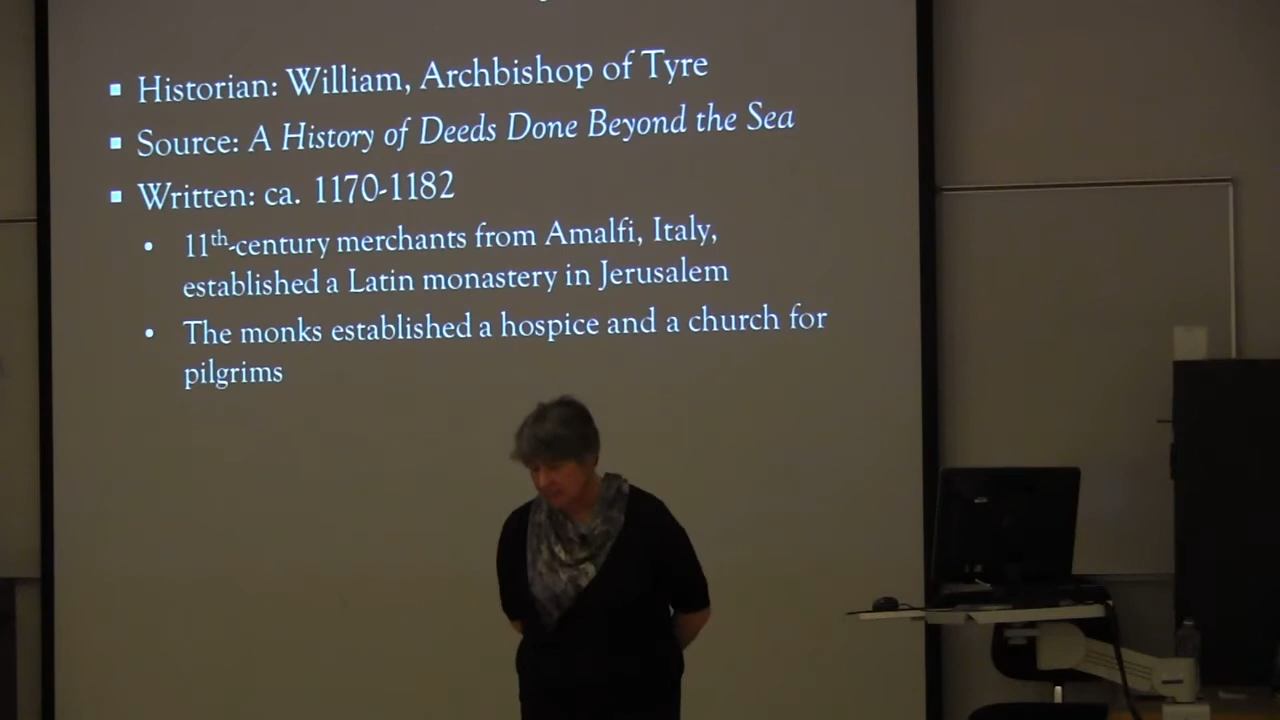 ▪ Historian: William, Archbishop of Tyre
▪ Source: A History of Deeds Done Beyond the Sea
▪ Written: ca. 1170-1182
• 11th-century merchants from Amalfi, Italy,
established a Latin monastery in Jerusalem
• The monks established a hospice and a church for
pilgrims